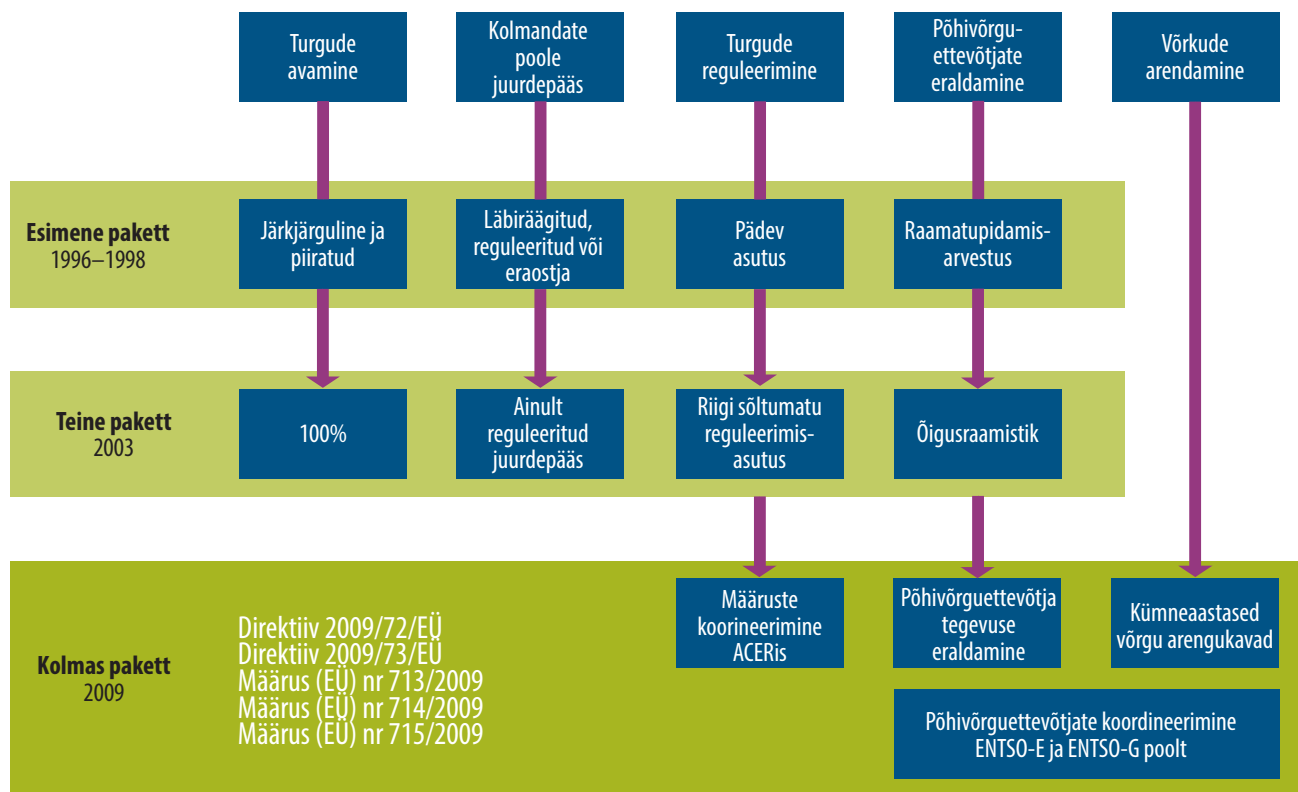 Turgude
avamine
Kolmandate
poole
juurdepääs
Turgude
reguleerimine
Põhivõrgu-
ettevõtjate
eraldamine
Võrkude
arendamine
Esimene pakett
1996–1998
Järkjärguline ja
piiratud
Läbiräägitud,
reguleeritud või
eraostja
Pädev
asutus
Raamatupidamis-
arvestus
Teine pakett
2003
100%
Ainult
reguleeritud
juurdepääs
Riigi sõltumatu
reguleerimis-
asutus
Õigusraamistik
Kolmas pakett
2009
Direktiiv 2009/72/EÜ
Direktiiv 2009/73/EÜ
Määrus (EÜ) nr 713/2009
Määrus (EÜ) nr 714/2009
Määrus (EÜ) nr 715/2009
Määruste
koorineerimine
ACERis
Põhivõrguettevõtja
tegevuse
eraldamine
Kümneaastased
võrgu arengukavad
Põhivõrguettevõtjate koordineerimine
ENTSO-E ja ENTSO-G poolt